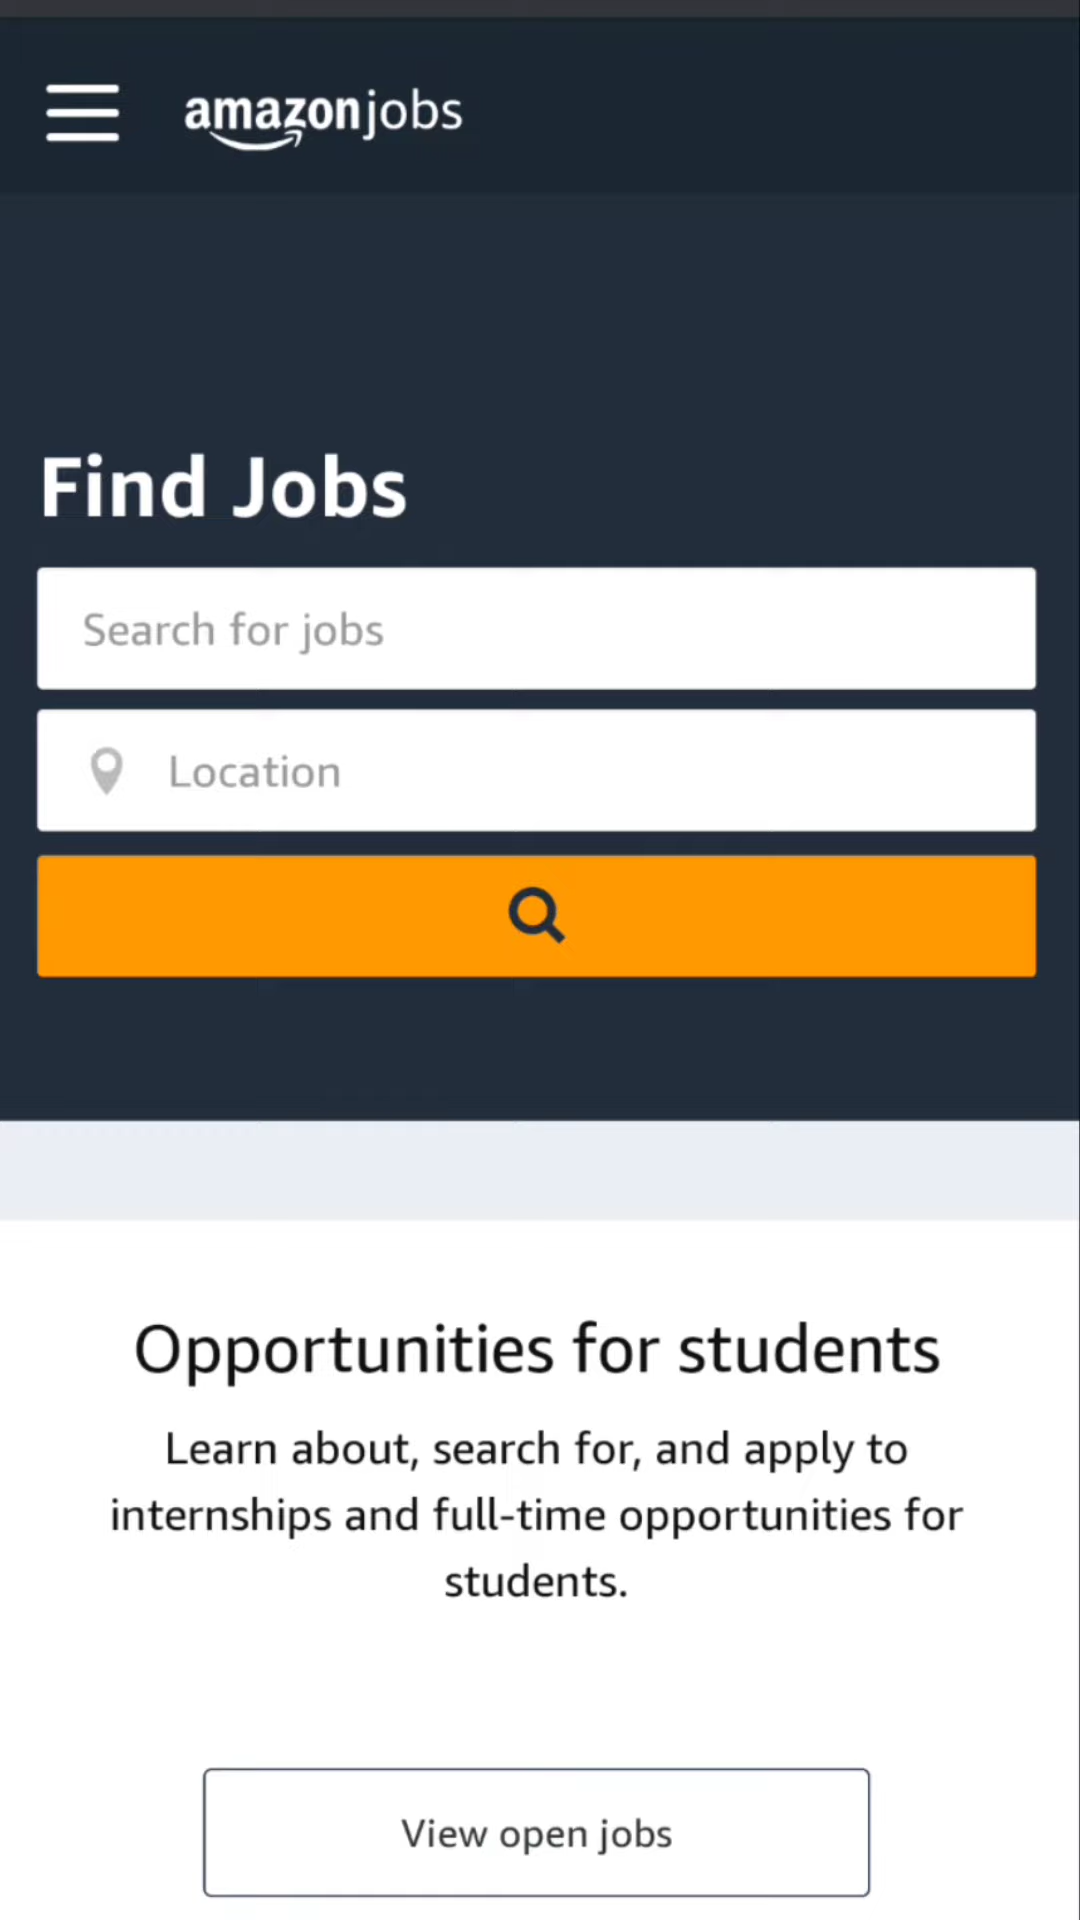 amazonjobs
Find Jobs
Search for jobs
Location
Opportunities for students
Learn about, search for, and apply to
internships and full-time opportunities for
students.
View open jobs